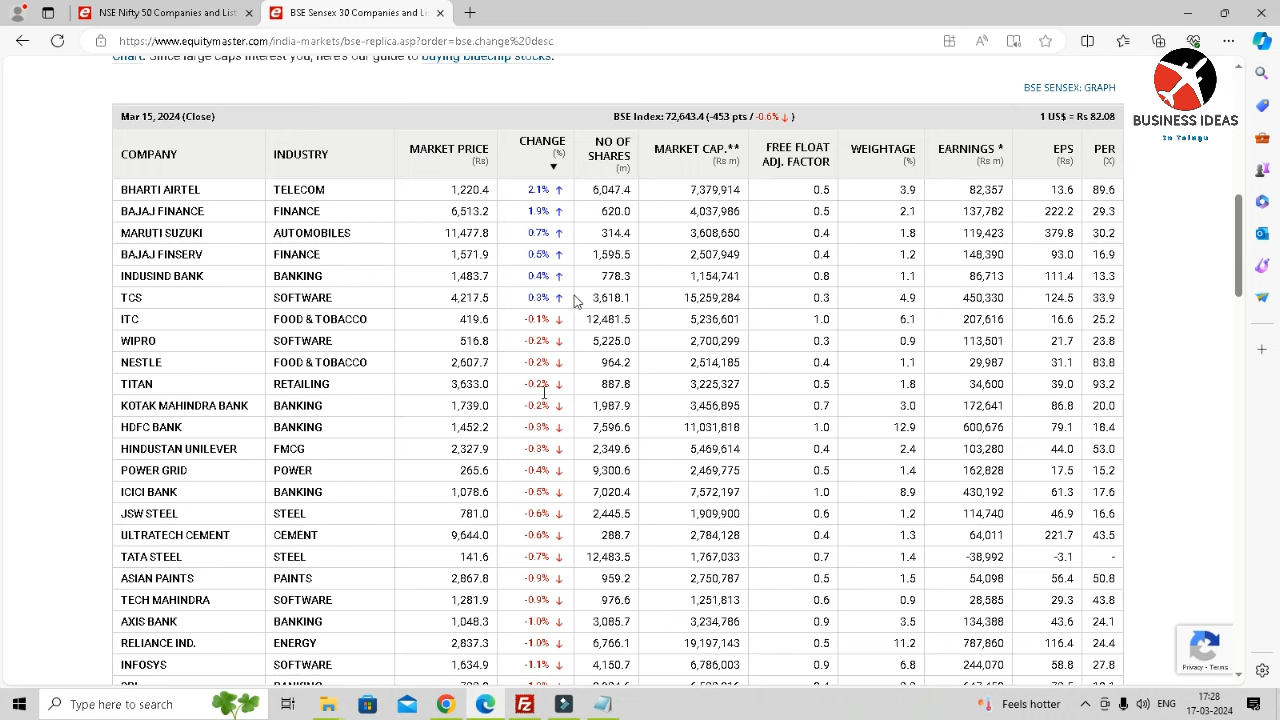 NSE Nifty 50 Companies and List
BSE Sensex 30 Companies and L
https://www.equitymaster.com/india-markets/bse-replica.asp?order=bse.change%20desc
Chart. Since large caps interest you, here's our guide to buying bluechip stocks.
BSE SENSEX: GRAPH
BUSINESS IDEAS
In Telugu
Mar 15, 2024 (Close) BSE Index: 72,643.4 (-453 pts / -0.6% ↓ ) 1 US$ = Rs 82.08
COMPANY INDUSTRY MARKET PRICE (Rs) CHANGE (%) ▼ NO OF SHARES (m) MARKET CAP.** (Rs m) FREE FLOAT ADJ. FACTOR WEIGHTAGE (%) EARNINGS * (Rs m) EPS (Rs) PER (X)
BHARTI AIRTEL TELECOM 1,220.4 2.1% ↑ 6,047.4 7,379,914 0.5 3.9 82,357 13.6 89.6
BAJAJ FINANCE FINANCE 6,513.2 1.9% ↑ 620.0 4,037,986 0.5 2.1 137,782 222.2 29.3
MARUTI SUZUKI AUTOMOBILES 11,477.8 0.7% ↑ 314.4 3,608,650 0.4 1.8 119,423 379.8 30.2
BAJAJ FINSERV FINANCE 1,571.9 0.5% ↑ 1,595.5 2,507,949 0.4 1.2 148,390 93.0 16.9
INDUSIND BANK BANKING 1,483.7 0.4% ↑ 778.3 1,154,741 0.8 1.1 86,713 111.4 13.3
TCS SOFTWARE 4,217.5 0.3% ↑ 3,618.1 15,259,284 0.3 4.9 450,330 124.5 33.9
ITC FOOD & TOBACCO 419.6 -0.1% ↓ 12,481.5 5,236,601 1.0 6.1 207,616 16.6 25.2
WIPRO SOFTWARE 516.8 -0.2% ↓ 5,225.0 2,700,299 0.3 0.9 113,501 21.7 23.8
NESTLE FOOD & TOBACCO 2,607.7 -0.2% ↓ 964.2 2,514,185 0.4 1.1 29,987 31.1 83.8
TITAN RETAILING 3,633.0 -0.2% ↓ 887.8 3,225,327 0.5 1.8 34,600 39.0 93.2
KOTAK MAHINDRA BANK BANKING 1,739.0 -0.2% ↓ 1,987.9 3,456,895 0.7 3.0 172,641 86.8 20.0
HDFC BANK BANKING 1,452.2 -0.3% ↓ 7,596.6 11,031,818 1.0 12.9 600,676 79.1 18.4
HINDUSTAN UNILEVER FMCG 2,327.9 -0.3% ↓ 2,349.6 5,469,614 0.4 2.4 103,280 44.0 53.0
POWER GRID POWER 265.6 -0.4% ↓ 9,300.6 2,469,775 0.5 1.4 162,828 17.5 15.2
ICICI BANK BANKING 1,078.6 -0.5% ↓ 7,020.4 7,572,197 1.0 8.9 430,192 61.3 17.6
JSW STEEL STEEL 781.0 -0.6% ↓ 2,445.5 1,909,900 0.6 1.2 114,740 46.9 16.6
ULTRATECH CEMENT CEMENT 9,644.0 -0.6% ↓ 288.7 2,784,128 0.4 1.3 64,011 221.7 43.5
TATA STEEL STEEL 141.6 -0.7% ↓ 12,483.5 1,767,033 0.7 1.4 -38,992 -3.1 -
ASIAN PAINTS PAINTS 2,867.8 -0.9% ↓ 959.2 2,750,787 0.5 1.5 54,098 56.4 50.8
TECH MAHINDRA SOFTWARE 1,281.9 -0.9% ↓ 976.6 1,251,813 0.6 0.9 28,585 29.3 43.8
AXIS BANK BANKING 1,048.3 -1.0% ↓ 3,085.7 3,234,786 0.9 3.5 134,388 43.6 24.1
RELIANCE IND. ENERGY 2,837.3 -1.0% ↓ 6,766.1 19,197,143 0.5 11.2 787,860 116.4 24.4
INFOSYS SOFTWARE 1,634.9 -1.1% ↓ 4,150.7 6,786,003 0.9 6.8 244,070 58.8 27.8
Privacy - Terms
Type here to search
Feels hotter
ENG
17:28
17-03-2024